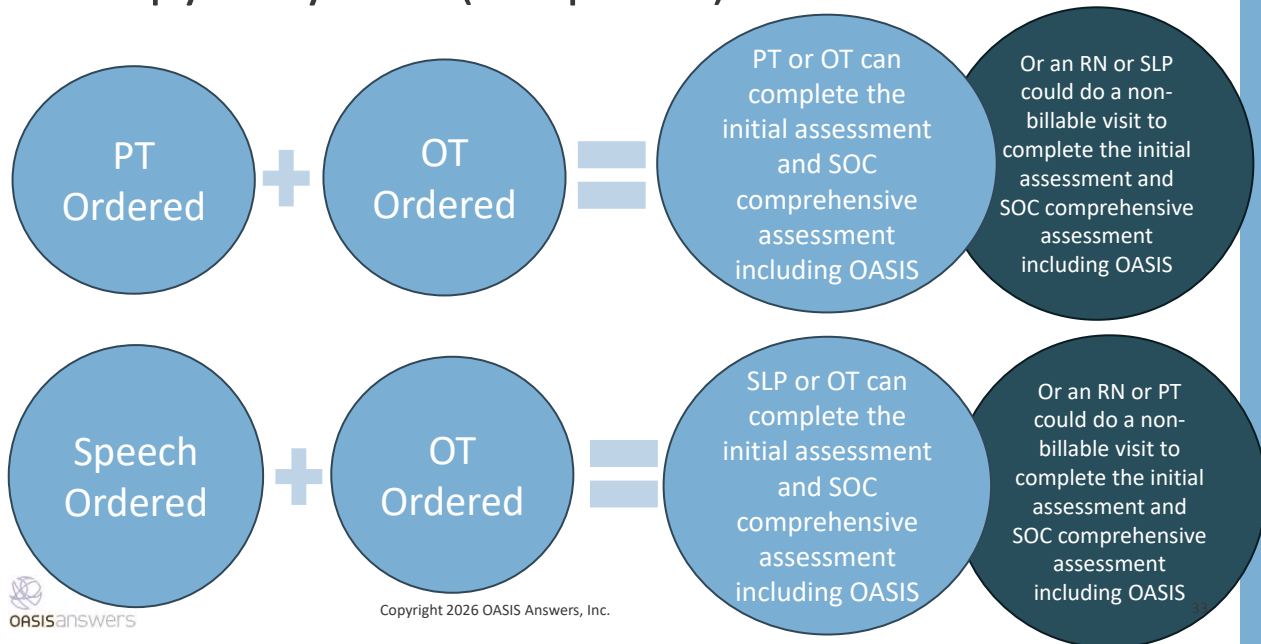 PT
Ordered
OT
Ordered
PT or OT can
complete the
initial assessment
and SOC
comprehensive
assessment
including OASIS
Or an RN or SLP
could do a non-
billable visit to
complete the initial
assessment and
SOC comprehensive
assessment
including OASIS
Speech
Ordered
OT
Ordered
SLP or OT can
complete the
initial assessment
and SOC
comprehensive
assessment
including OASIS
Or an RN or PT
could do a non-
billable visit to
complete the initial
assessment and
SOC comprehensive
assessment
including OASIS
OASISanswers
Copyright 2026 OASIS Answers, Inc.